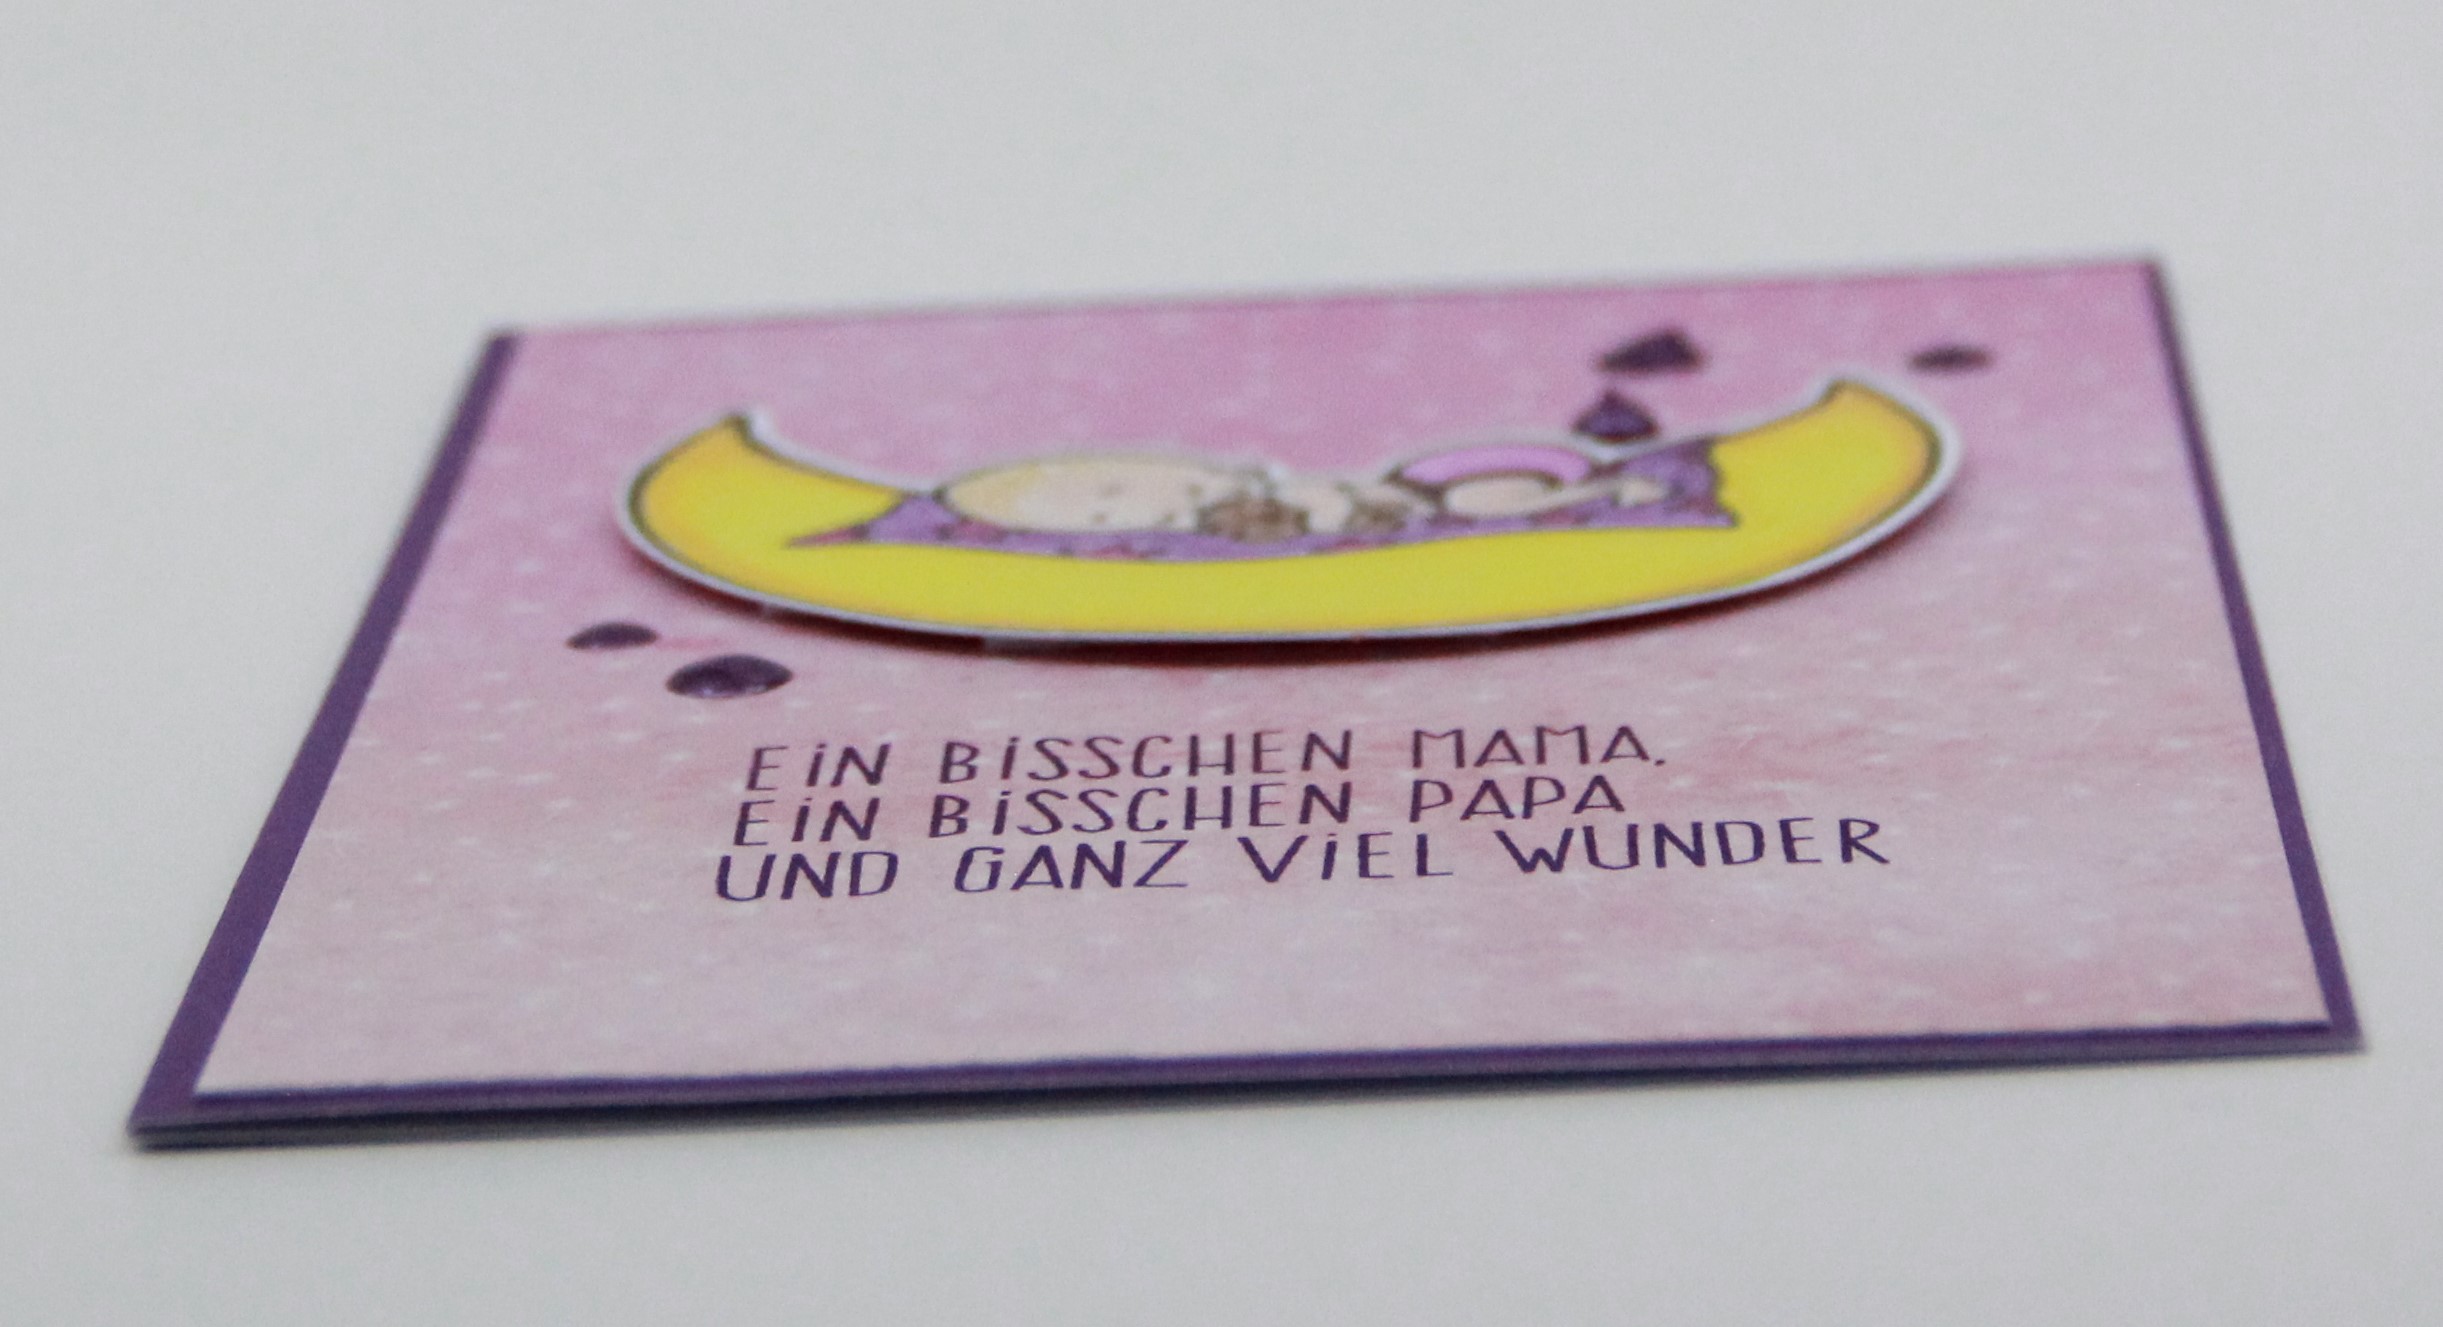 EiN BiSSCHEN MAMA,
EiN BiSSCHEN PAPA
UND GANZ ViEL WUNDER